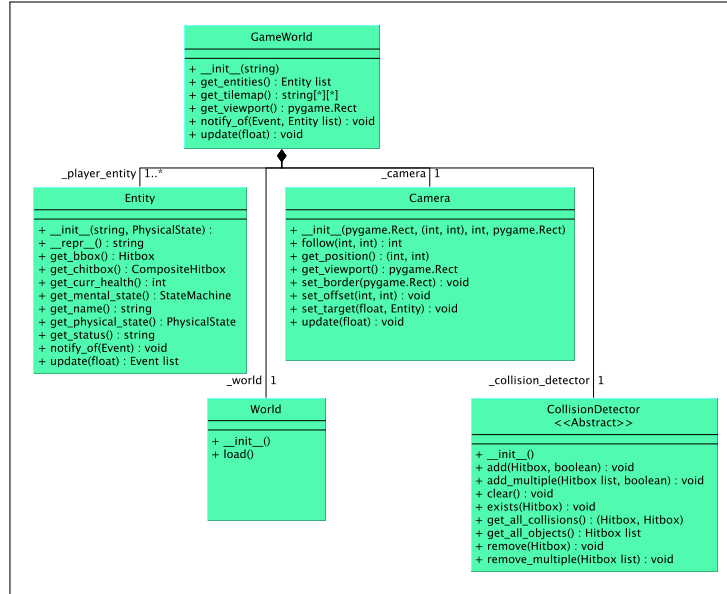 GameWorld
+ __init__(string)
+ get_entities() : Entity list
+ get_tilemap() : string[*][*]
+ get_viewport() : pygame.Rect
+ notify_of(Event, Entity list) : void
+ update(float) : void
_player_entity 1..*
_camera 1
Entity
+ __init__(string, PhysicalState) :
+ __repr__() : string
+ get_bbox() : Hitbox
+ get_chitbox() : CompositeHitbox
+ get_curr_health() : int
+ get_mental_state() : StateMachine
+ get_name() : string
+ get_physical_state() : PhysicalState
+ get_status() : string
+ notify_of(Event) : void
+ update(float) : Event list
Camera
+ __init__(pygame.Rect, (int, int), int, pygame.Rect)
+ follow(int, int) : int
+ get_position() : (int, int)
+ get_viewport() : pygame.Rect
+ set_border(pygame.Rect) : void
+ set_offset(int, int) : void
+ set_target(float, Entity) : void
+ update(float) : void
_world 1
_collision_detector 1
World
+ __init__()
+ load()
CollisionDetector
<<Abstract>>
+ __init__()
+ add(Hitbox, boolean) : void
+ add_multiple(Hitbox list, boolean) : void
+ clear() : void
+ exists(Hitbox) : void
+ get_all_collisions() : (Hitbox, Hitbox)
+ get_all_objects() : Hitbox list
+ remove(Hitbox) : void
+ remove_multiple(Hitbox list) : void